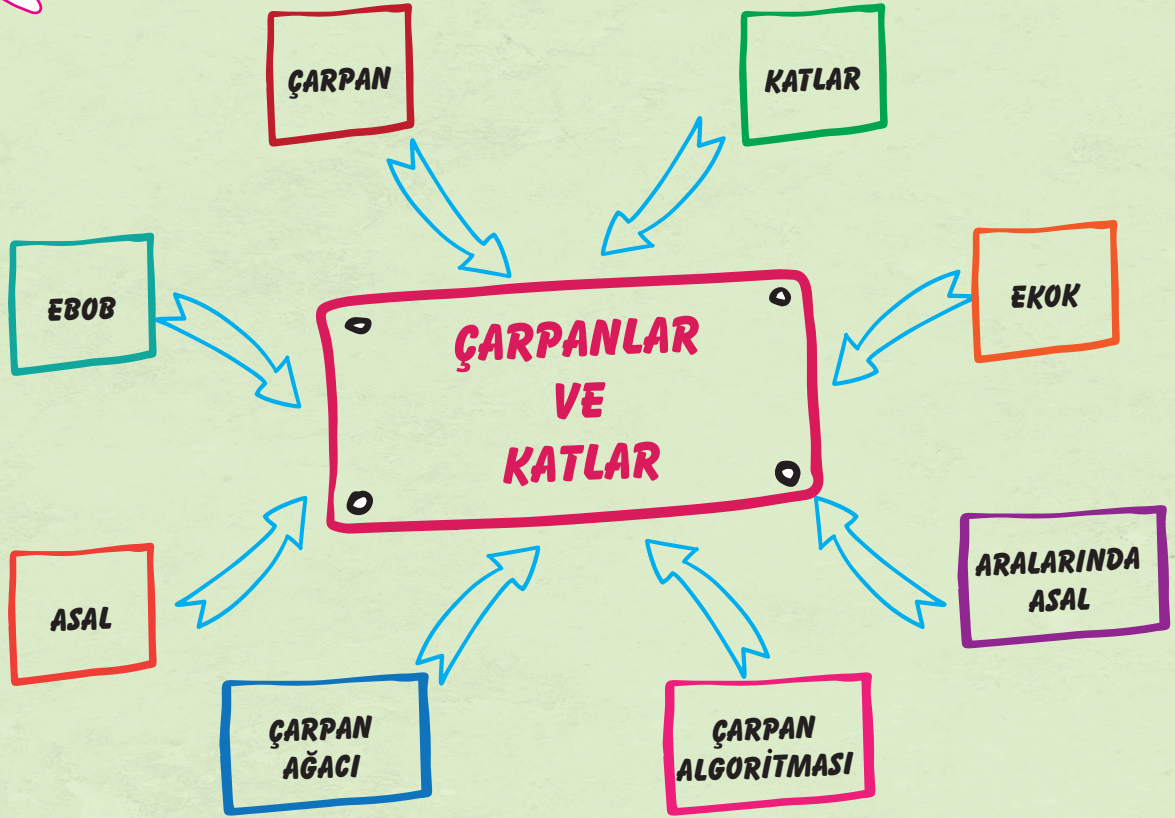 ÇARPAN
KATLAR
EBOB
EKOK
ÇARPANLAR
VE
KATLAR
ASAL
ARALARINDA
ASAL
ÇARPAN
AĞACI
ÇARPAN
ALGORİTMASI